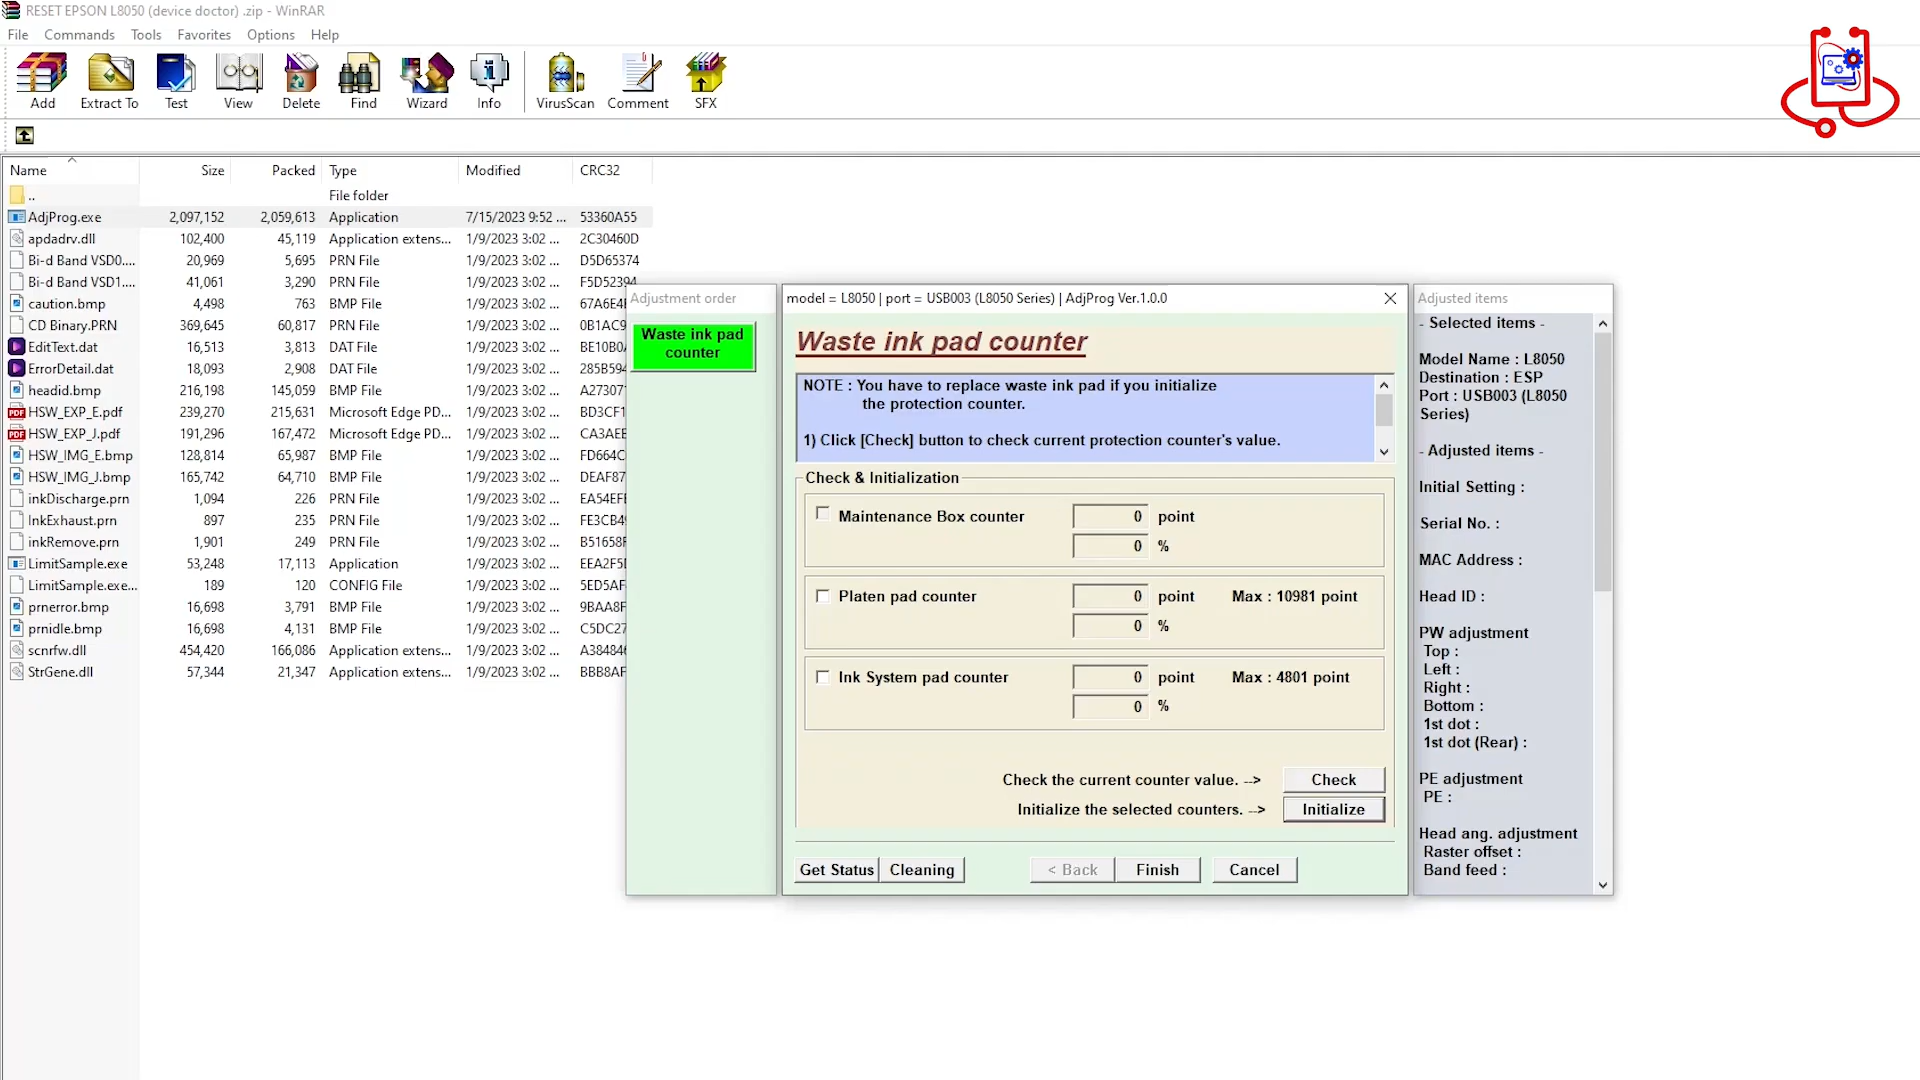 RESET EPSON L8050 (device doctor) .zip - WinRAR
File Commands Tools Favorites Options Help
Add Extract To Test View Delete Find Wizard Info VirusScan Comment SFX
Name Size Packed Type Modified CRC32
.. File folder
AdjProg.exe 2,097,152 2,059,613 Application 7/15/2023 9:52 ... 53360A55
apdadrv.dll 102,400 45,119 Application extens... 1/9/2023 3:02 ... 2C30460D
Bi-d Band VSD0.... 20,969 5,695 PRN File 1/9/2023 3:02 ... D5D65374
Bi-d Band VSD1.... 41,061 3,290 PRN File 1/9/2023 3:02 ... F5D52394
caution.bmp 4,498 763 BMP File 1/9/2023 3:02 ...
CD Binary.PRN 369,645 60,817 PRN File 1/9/2023 3:02 ... 0B1AC9
EditText.dat 16,513 3,813 DAT File 1/9/2023 3:02 ...
ErrorDetail.dat 18,093 2,908 DAT File 1/9/2023 3:02 ... 285B594
headid.bmp 216,198 145,059 BMP File 1/9/2023 3:02 ...
HSW_EXP_E.pdf 239,270 215,631 Microsoft Edge PD... 1/9/2023 3:02 ... BD3CF1
HSW_EXP_J.pdf 191,296 167,472 Microsoft Edge PD... 1/9/2023 3:02 ... CA3AEE
HSW_IMG_E.bmp 128,814 65,987 BMP File 1/9/2023 3:02 ... FD664C
HSW_IMG_J.bmp 165,742 64,710 BMP File 1/9/2023 3:02 ... DEAF87
inkDischarge.prn 1,094 226 PRN File 1/9/2023 3:02 ...
InkExhaust.prn 897 235 PRN File 1/9/2023 3:02 ...
inkRemove.prn 1,901 249 PRN File 1/9/2023 3:02 ...
LimitSample.exe 53,248 17,113 Application 1/9/2023 3:02 ...
LimitSample.exe... 189 120 CONFIG File 1/9/2023 3:02 ...
prnerror.bmp 16,698 3,791 BMP File 1/9/2023 3:02 ...
prnidle.bmp 16,698 4,131 BMP File 1/9/2023 3:02 ... C5DC27
scnrfw.dll 454,420 166,086 Application extens... 1/9/2023 3:02 ...
StrGene.dll 57,344 21,347 Application extens... 1/9/2023 3:02 ...
Adjustment order
Waste ink pad
counter
model = L8050 | port = USB003 (L8050 Series) | AdjProg Ver.1.0.0
Waste ink pad counter
NOTE : You have to replace waste ink pad if you initialize
the protection counter.
1) Click [Check] button to check current protection counter's value.
Check & Initialization
Maintenance Box counter 0 point
0 %
Platen pad counter 0 point Max : 10981 point
0 %
Ink System pad counter 0 point Max : 4801 point
0 %
Check the current counter value. --> Check
Initialize the selected counters. --> Initialize
Get Status Cleaning < Back Finish Cancel
Adjusted items
- Selected items -
Model Name : L8050
Destination : ESP
Port : USB003 (L8050
Series)
- Adjusted items -
Initial Setting :
Serial No. :
MAC Address :
Head ID :
PW adjustment
Top :
Left :
Right :
Bottom :
1st dot :
1st dot (Rear) :
PE adjustment
PE :
Head ang. adjustment
Raster offset :
Band feed :